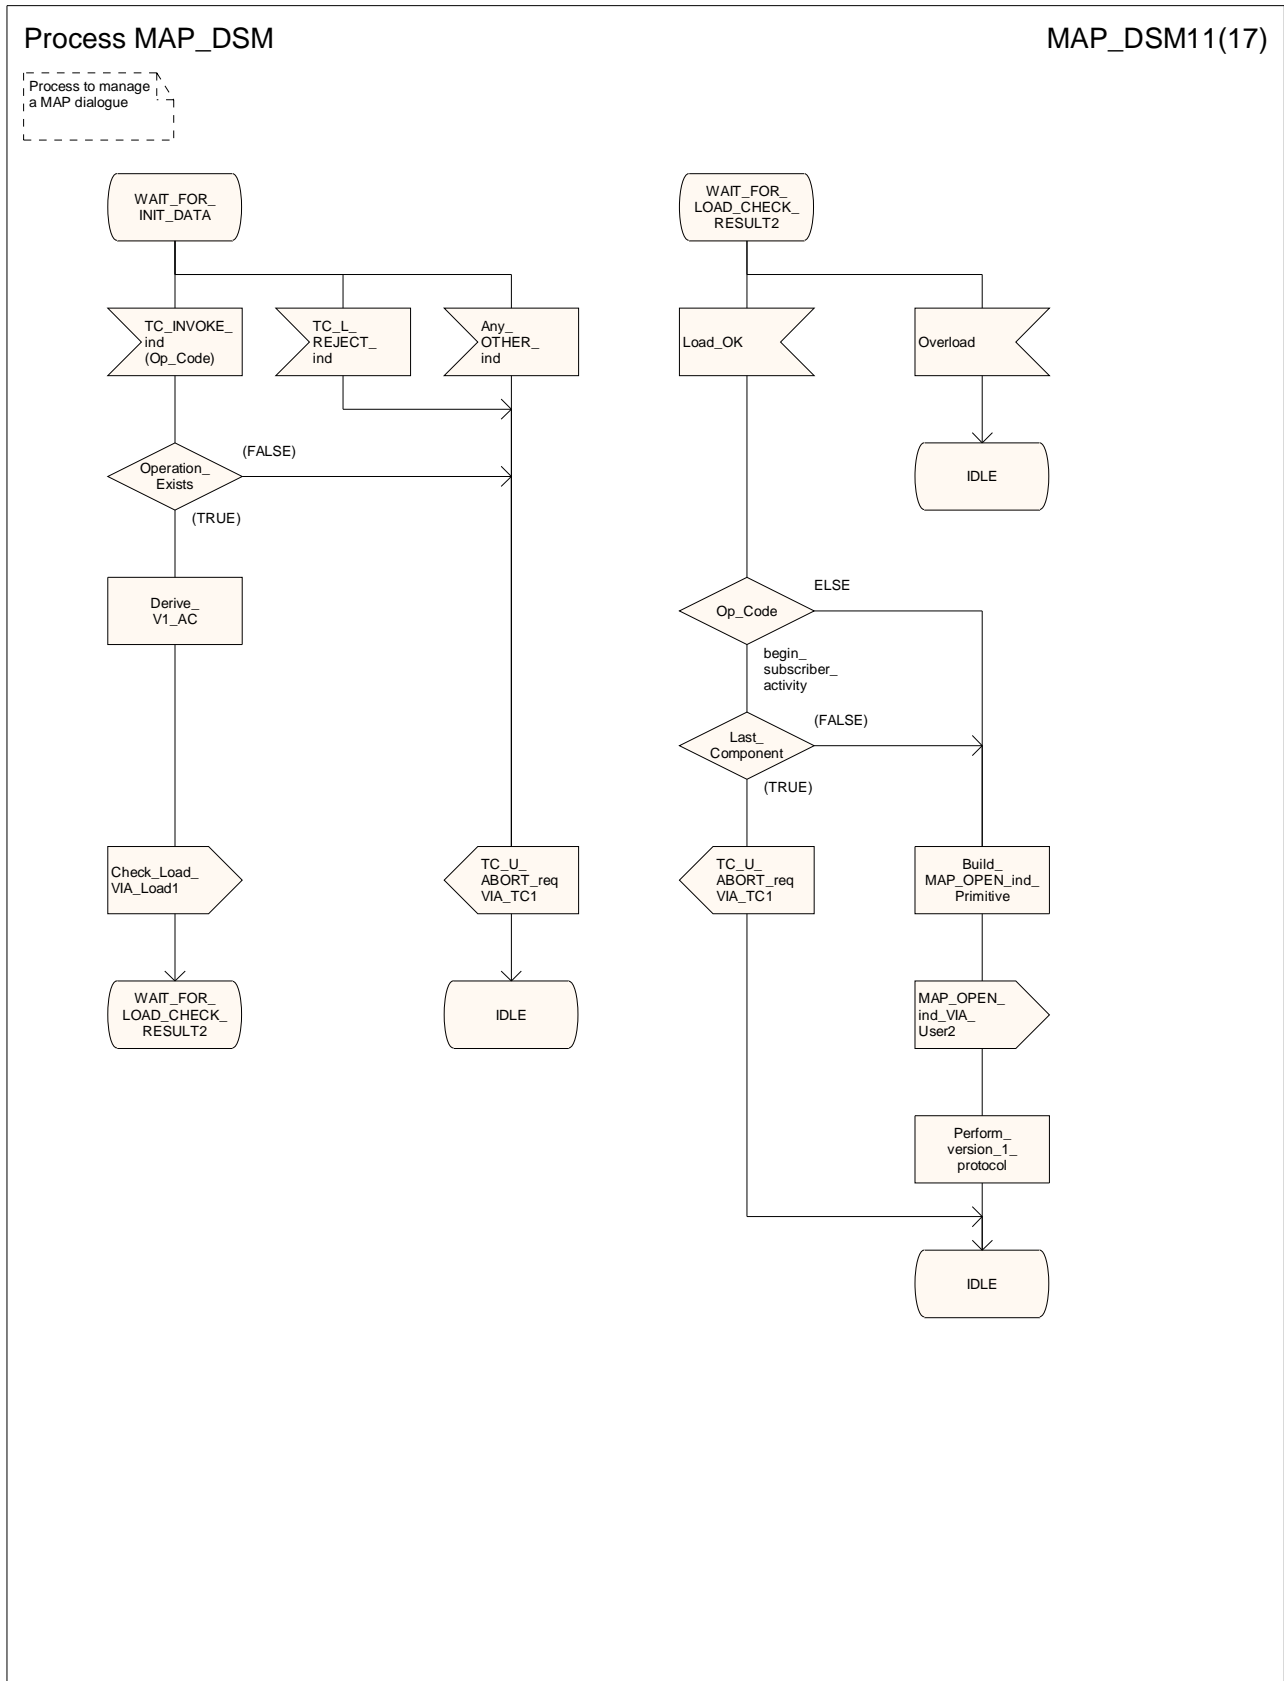 Process MAP_DSM
MAP_DSM11(17)
Process to manage
a MAP dialogue
WAIT_FOR_
INIT_DATA
TC_INVOKE_
ind
(Op_Code)
TC_L_
REJECT_
ind
Any_
OTHER_
ind
Operation_
Exists
(FALSE)
(TRUE)
Derive_
V1_AC
Check_Load_
VIA_Load1
TC_U_
ABORT_req
VIA_TC1
WAIT_FOR_
LOAD_CHECK_
RESULT2
IDLE
WAIT_FOR_
LOAD_CHECK_
RESULT2
Load_OK
Overload
IDLE
Op_Code
ELSE
begin_
subscriber_
activity
Last_
Component
(FALSE)
(TRUE)
TC_U_
ABORT_req
VIA_TC1
Build_
MAP_OPEN_ind_
Primitive
MAP_OPEN_
ind_VIA_
User2
Perform_
version_1_
protocol
IDLE